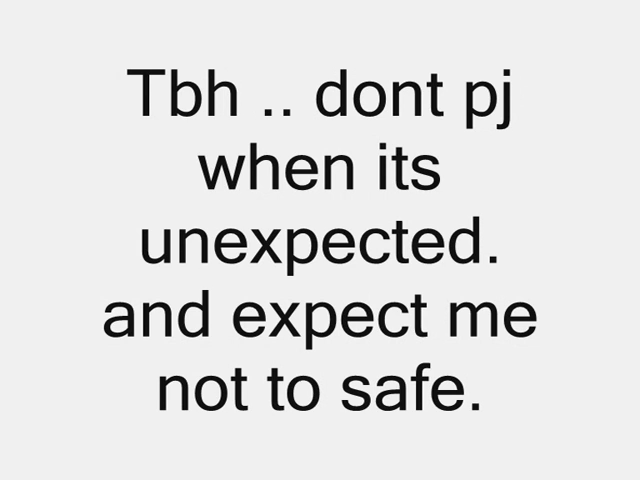 Tbh .. dont pj
when its
unexpected.
and expect me
not to safe.